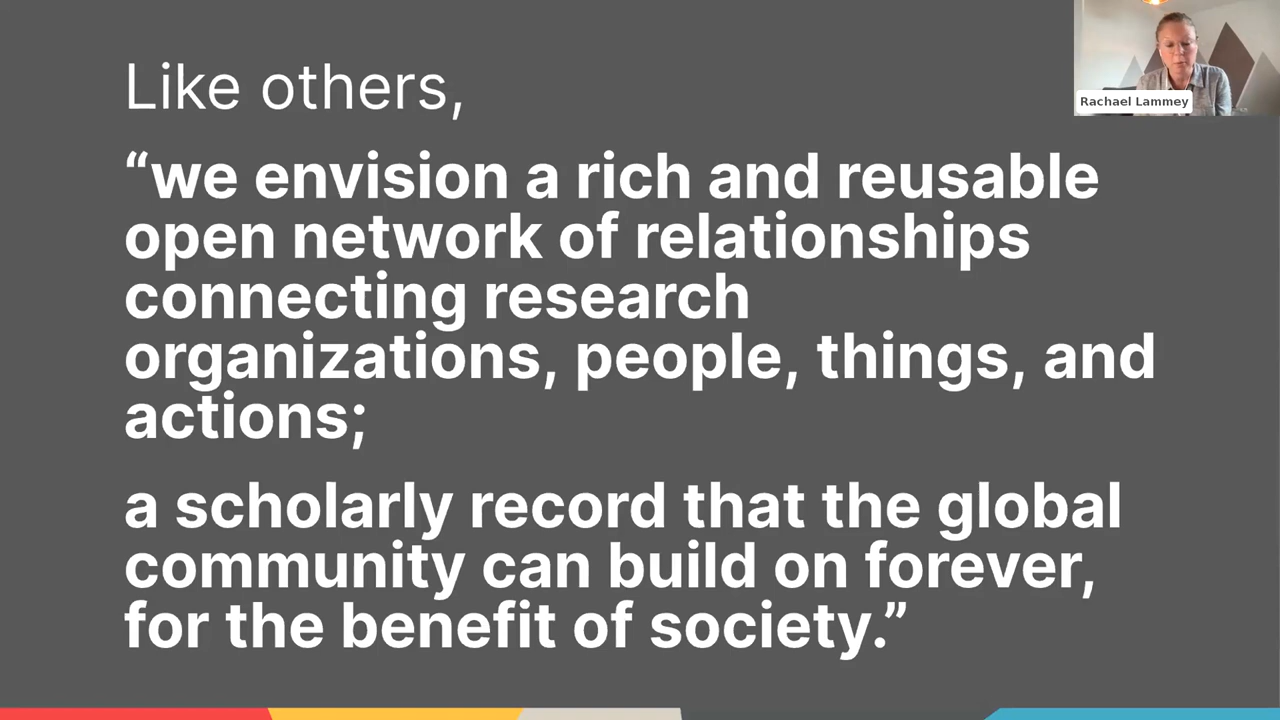 Like others,
“we envision a rich and reusable
open network of relationships
connecting research
organizations, people, things, and
actions;
a scholarly record that the global
community can build on forever,
for the benefit of society.”
Rachael Lammey